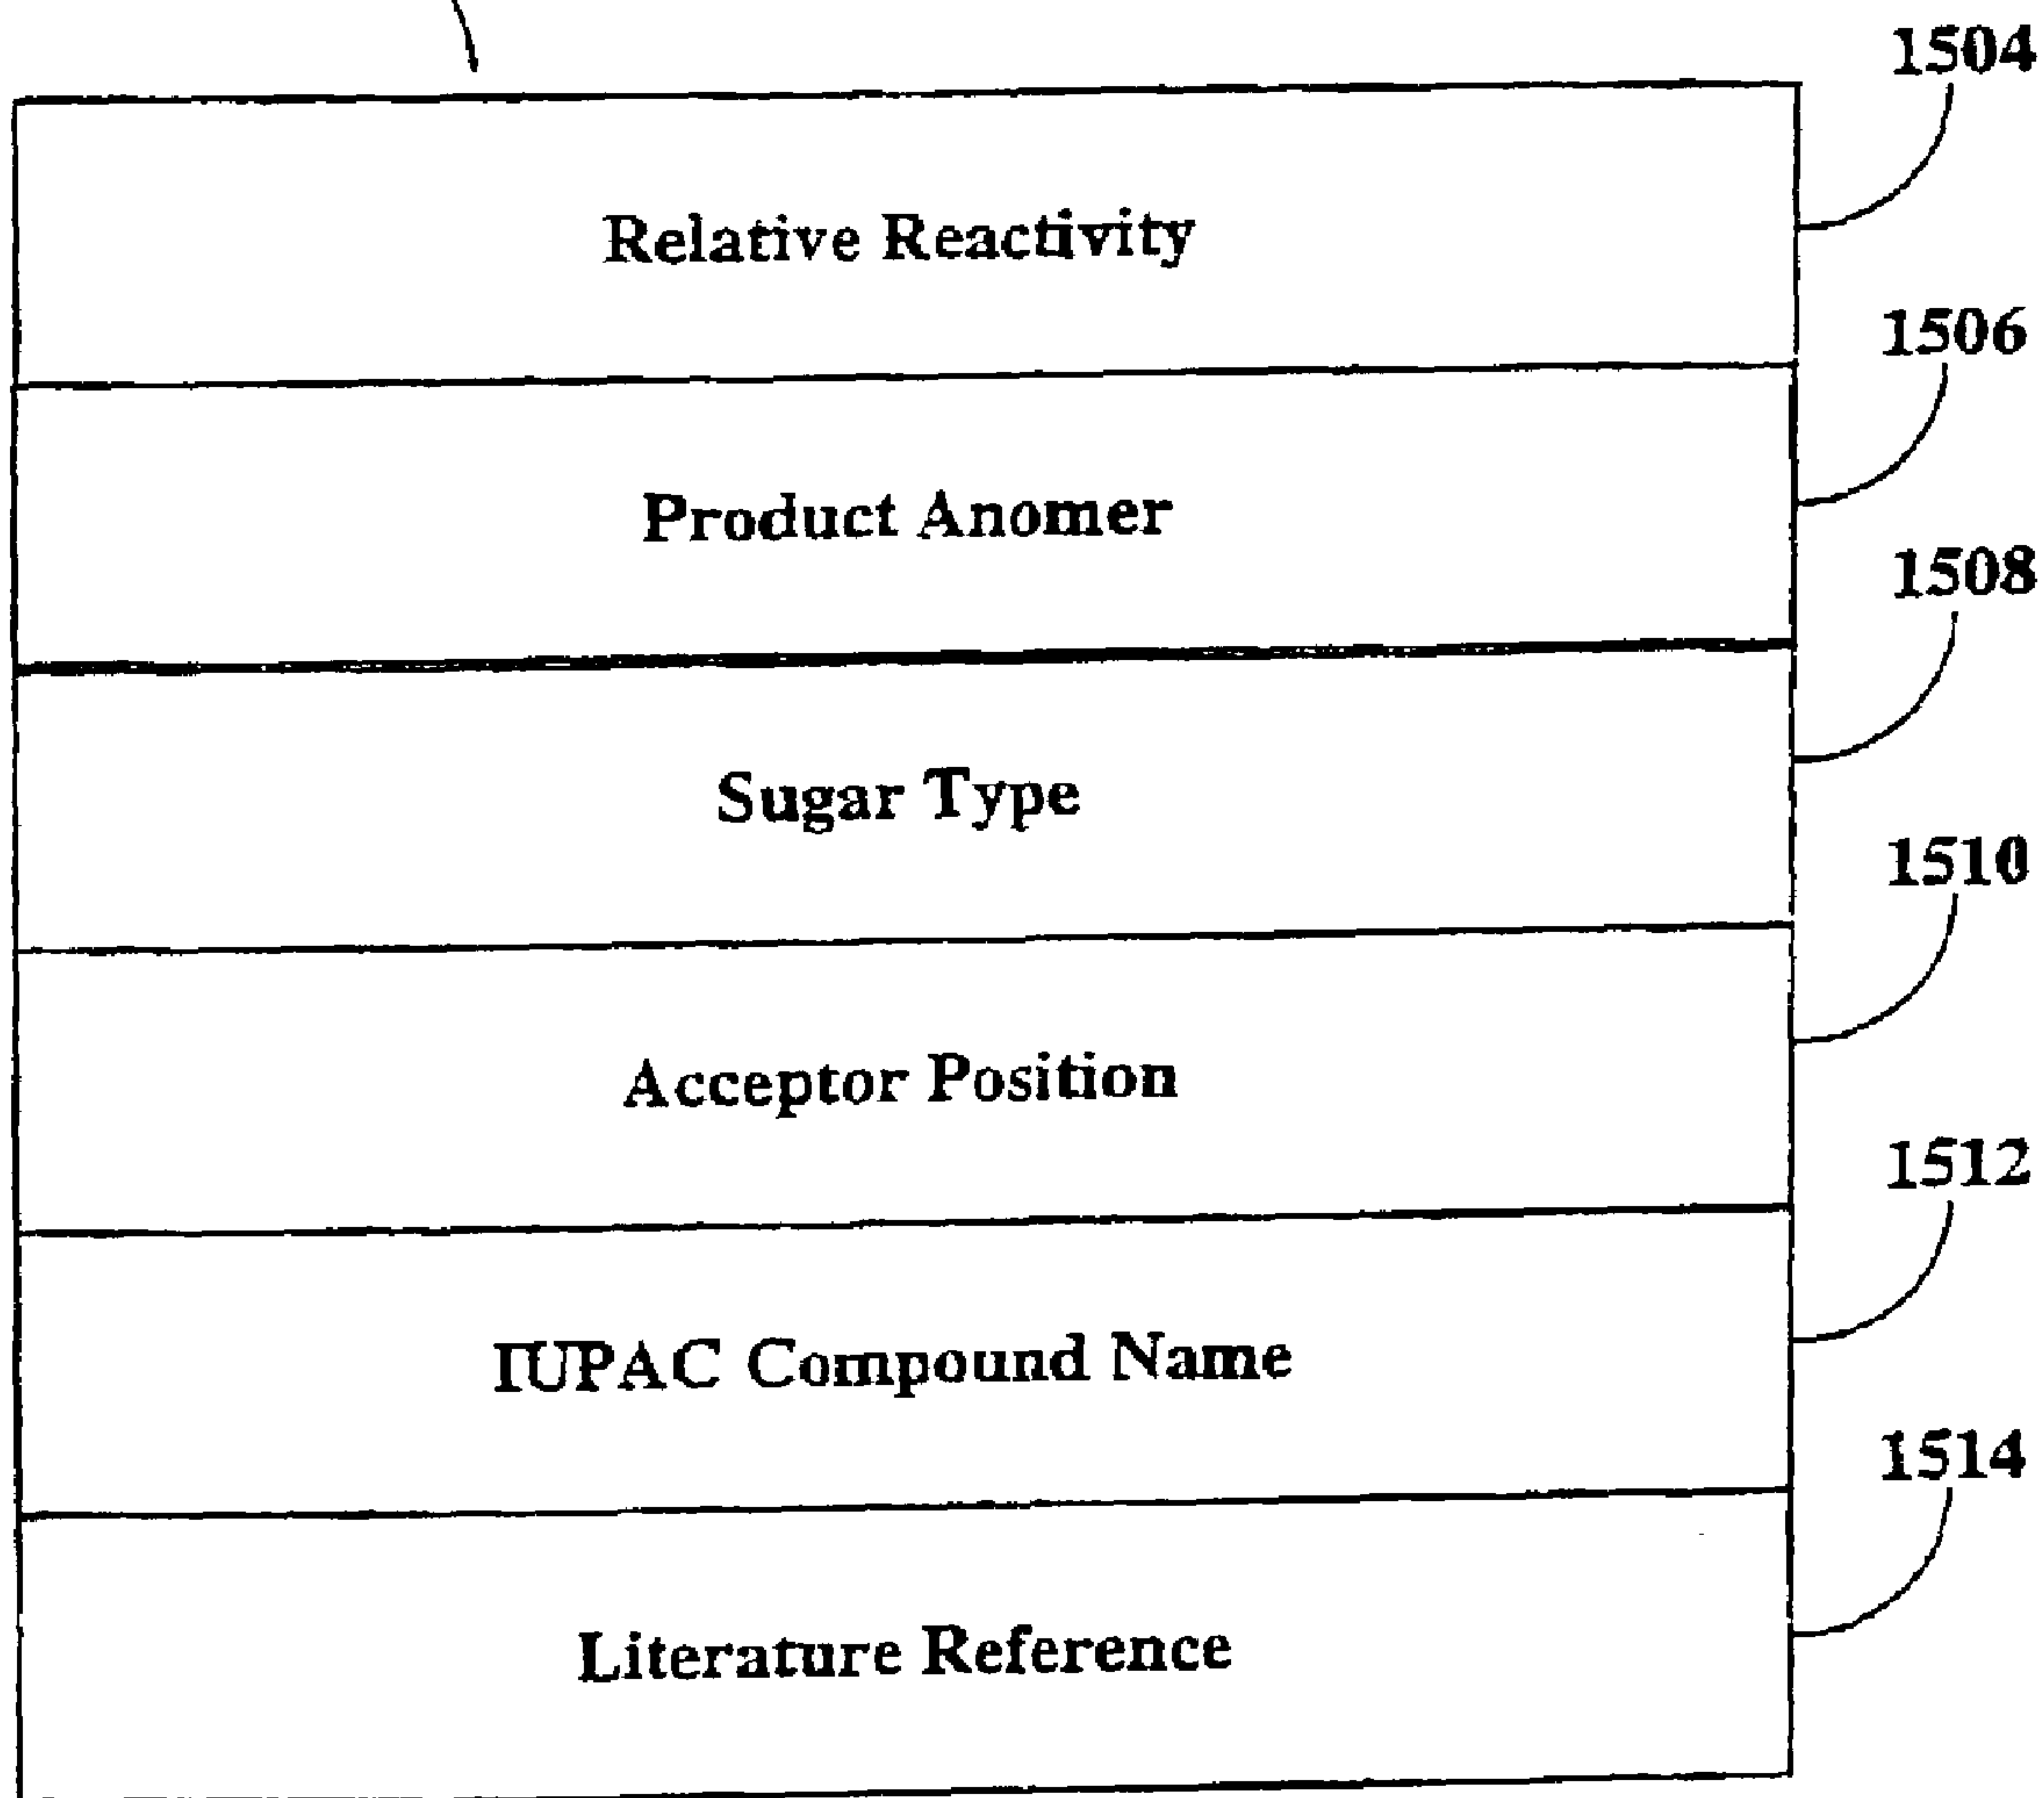 1504
Relative Reactivity
1506
Product Anomer
1508
Sugar Type
1510
Acceptor Position
1512
IUPAC Compound Name
1514
Literature Reference